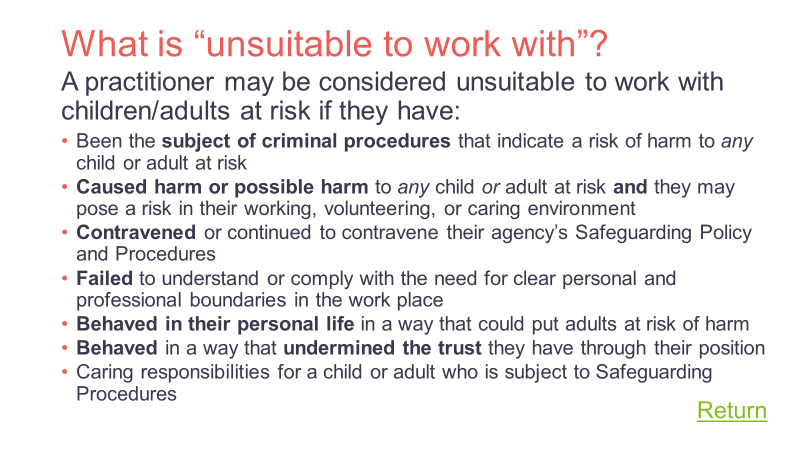 What is “unsuitable to work with”?
A practitioner may be considered unsuitable to work with
children/adults at risk if they have:
• Been the subject of criminal procedures that indicate a risk of harm to any
child or adult at risk
• Caused harm or possible harm to any child or adult at risk and they may
pose a risk in their working, volunteering, or caring environment
• Contravened or continued to contravene their agency’s Safeguarding Policy
and Procedures
• Failed to understand or comply with the need for clear personal and
professional boundaries in the work place
• Behaved in their personal life in a way that could put adults at risk of harm
• Behaved in a way that undermined the trust they have through their position
• Caring responsibilities for a child or adult who is subject to Safeguarding
Procedures
Return